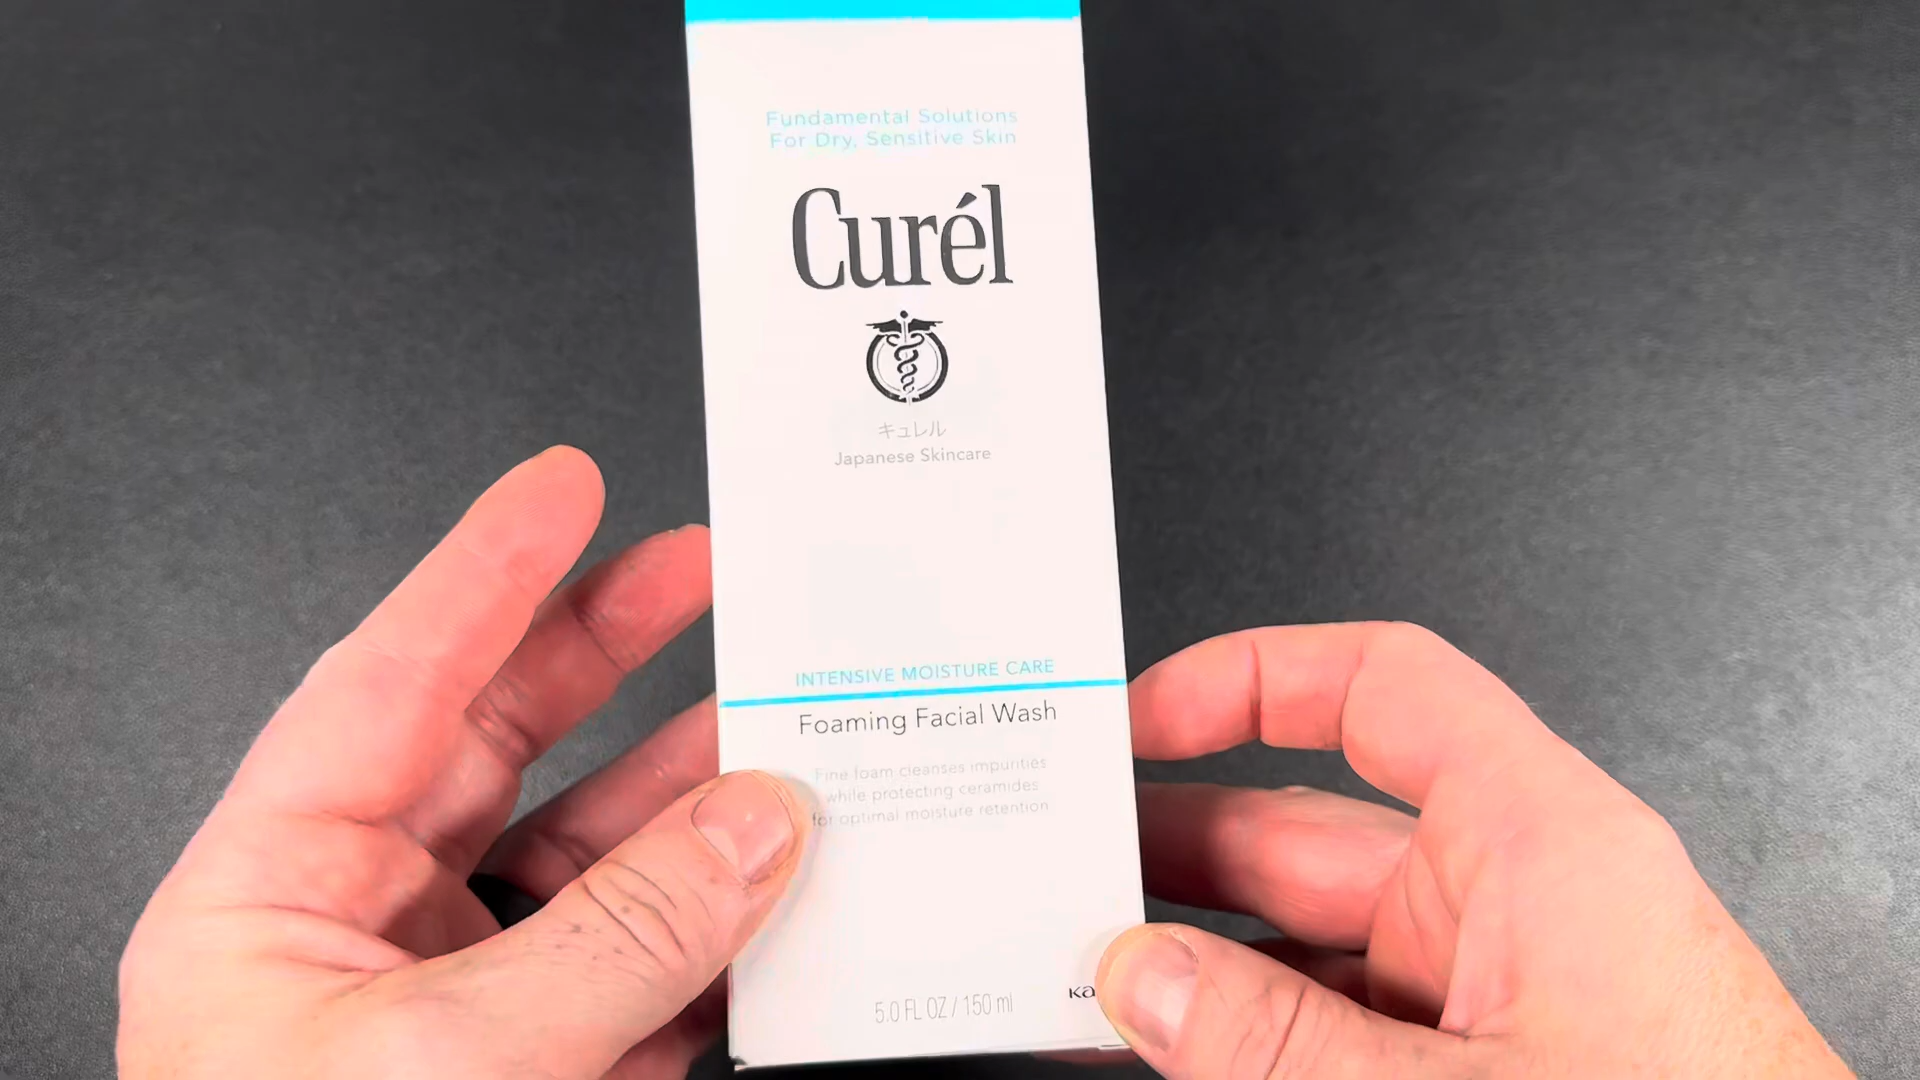 Fundamental Solutions
For Dry, Sensitive Skin
Curél
キュレル
Japanese Skincare
INTENSIVE MOISTURE CARE
Foaming Facial Wash
Fine foam cleanses impurities
while protecting ceramides
for optimal moisture retention
5.0 FL OZ / 150 ml